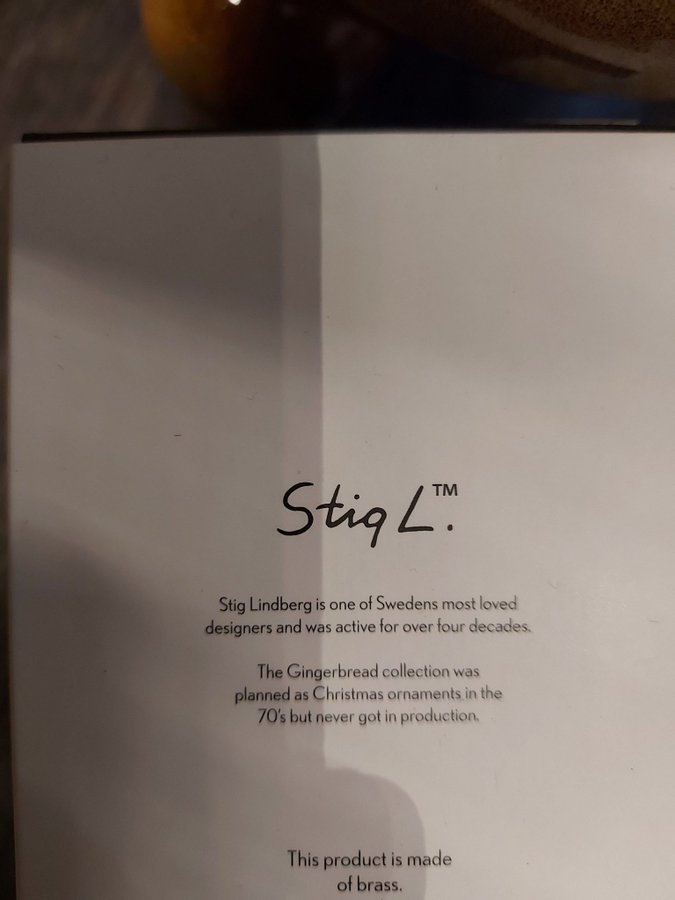 Stig L.™
Stig Lindberg is one of Swedens most loved
designers and was active for over four decades.
The Gingerbread collection was
planned as Christmas ornaments in the
70's but never got in production.
This product is made
of brass.